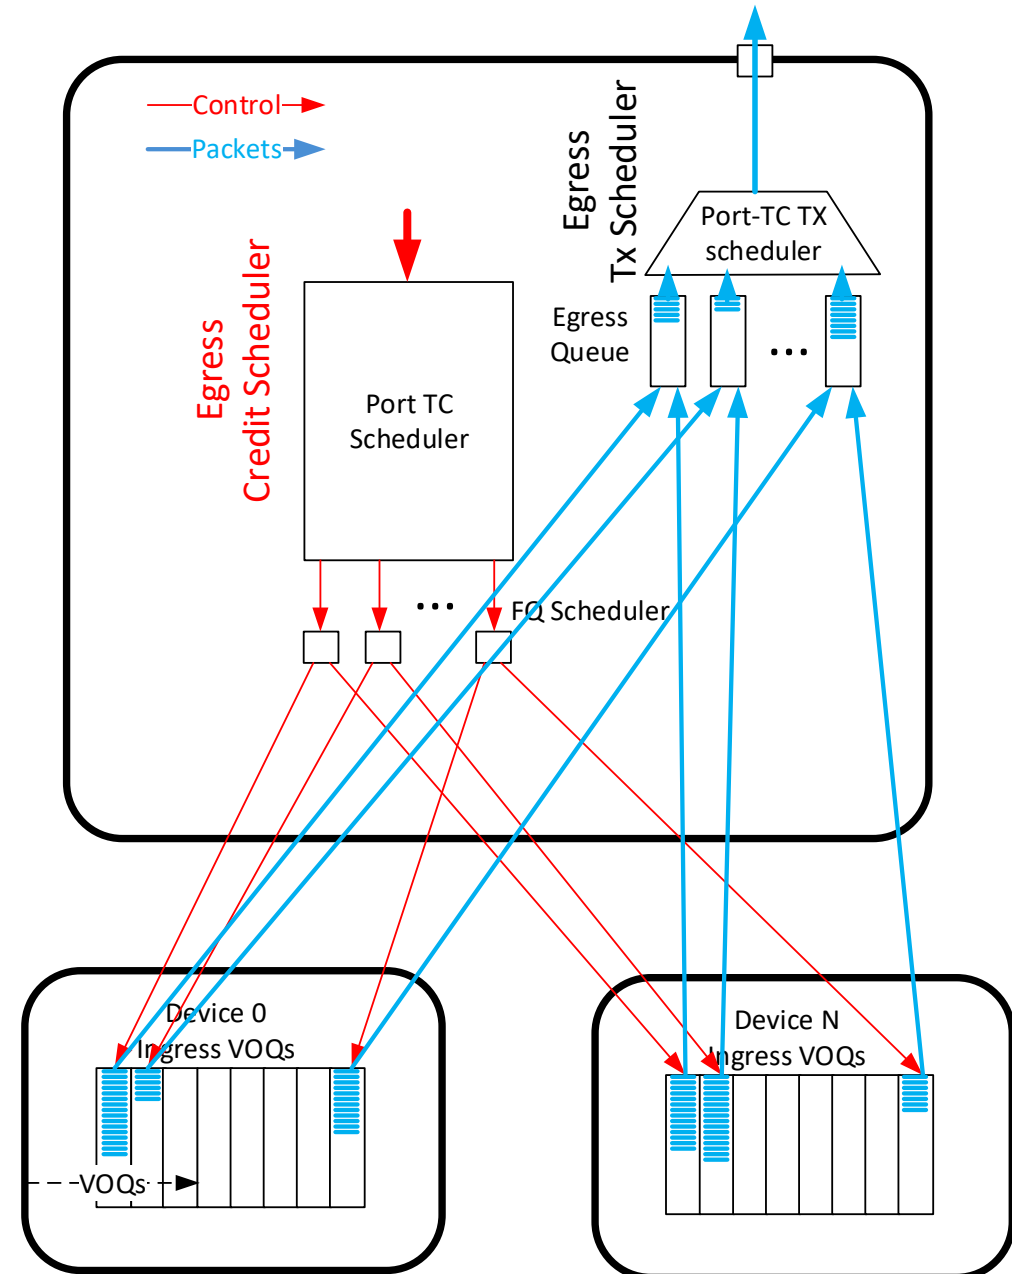 Control
Packets
Egress
Tx Scheduler
Port-TC TX
scheduler
Egress
Queue
...
Egress
Credit Scheduler
Port TC
Scheduler
...
FQ Scheduler
Device 0
Ingress VOQs
VOQs
Device N
Ingress VOQs